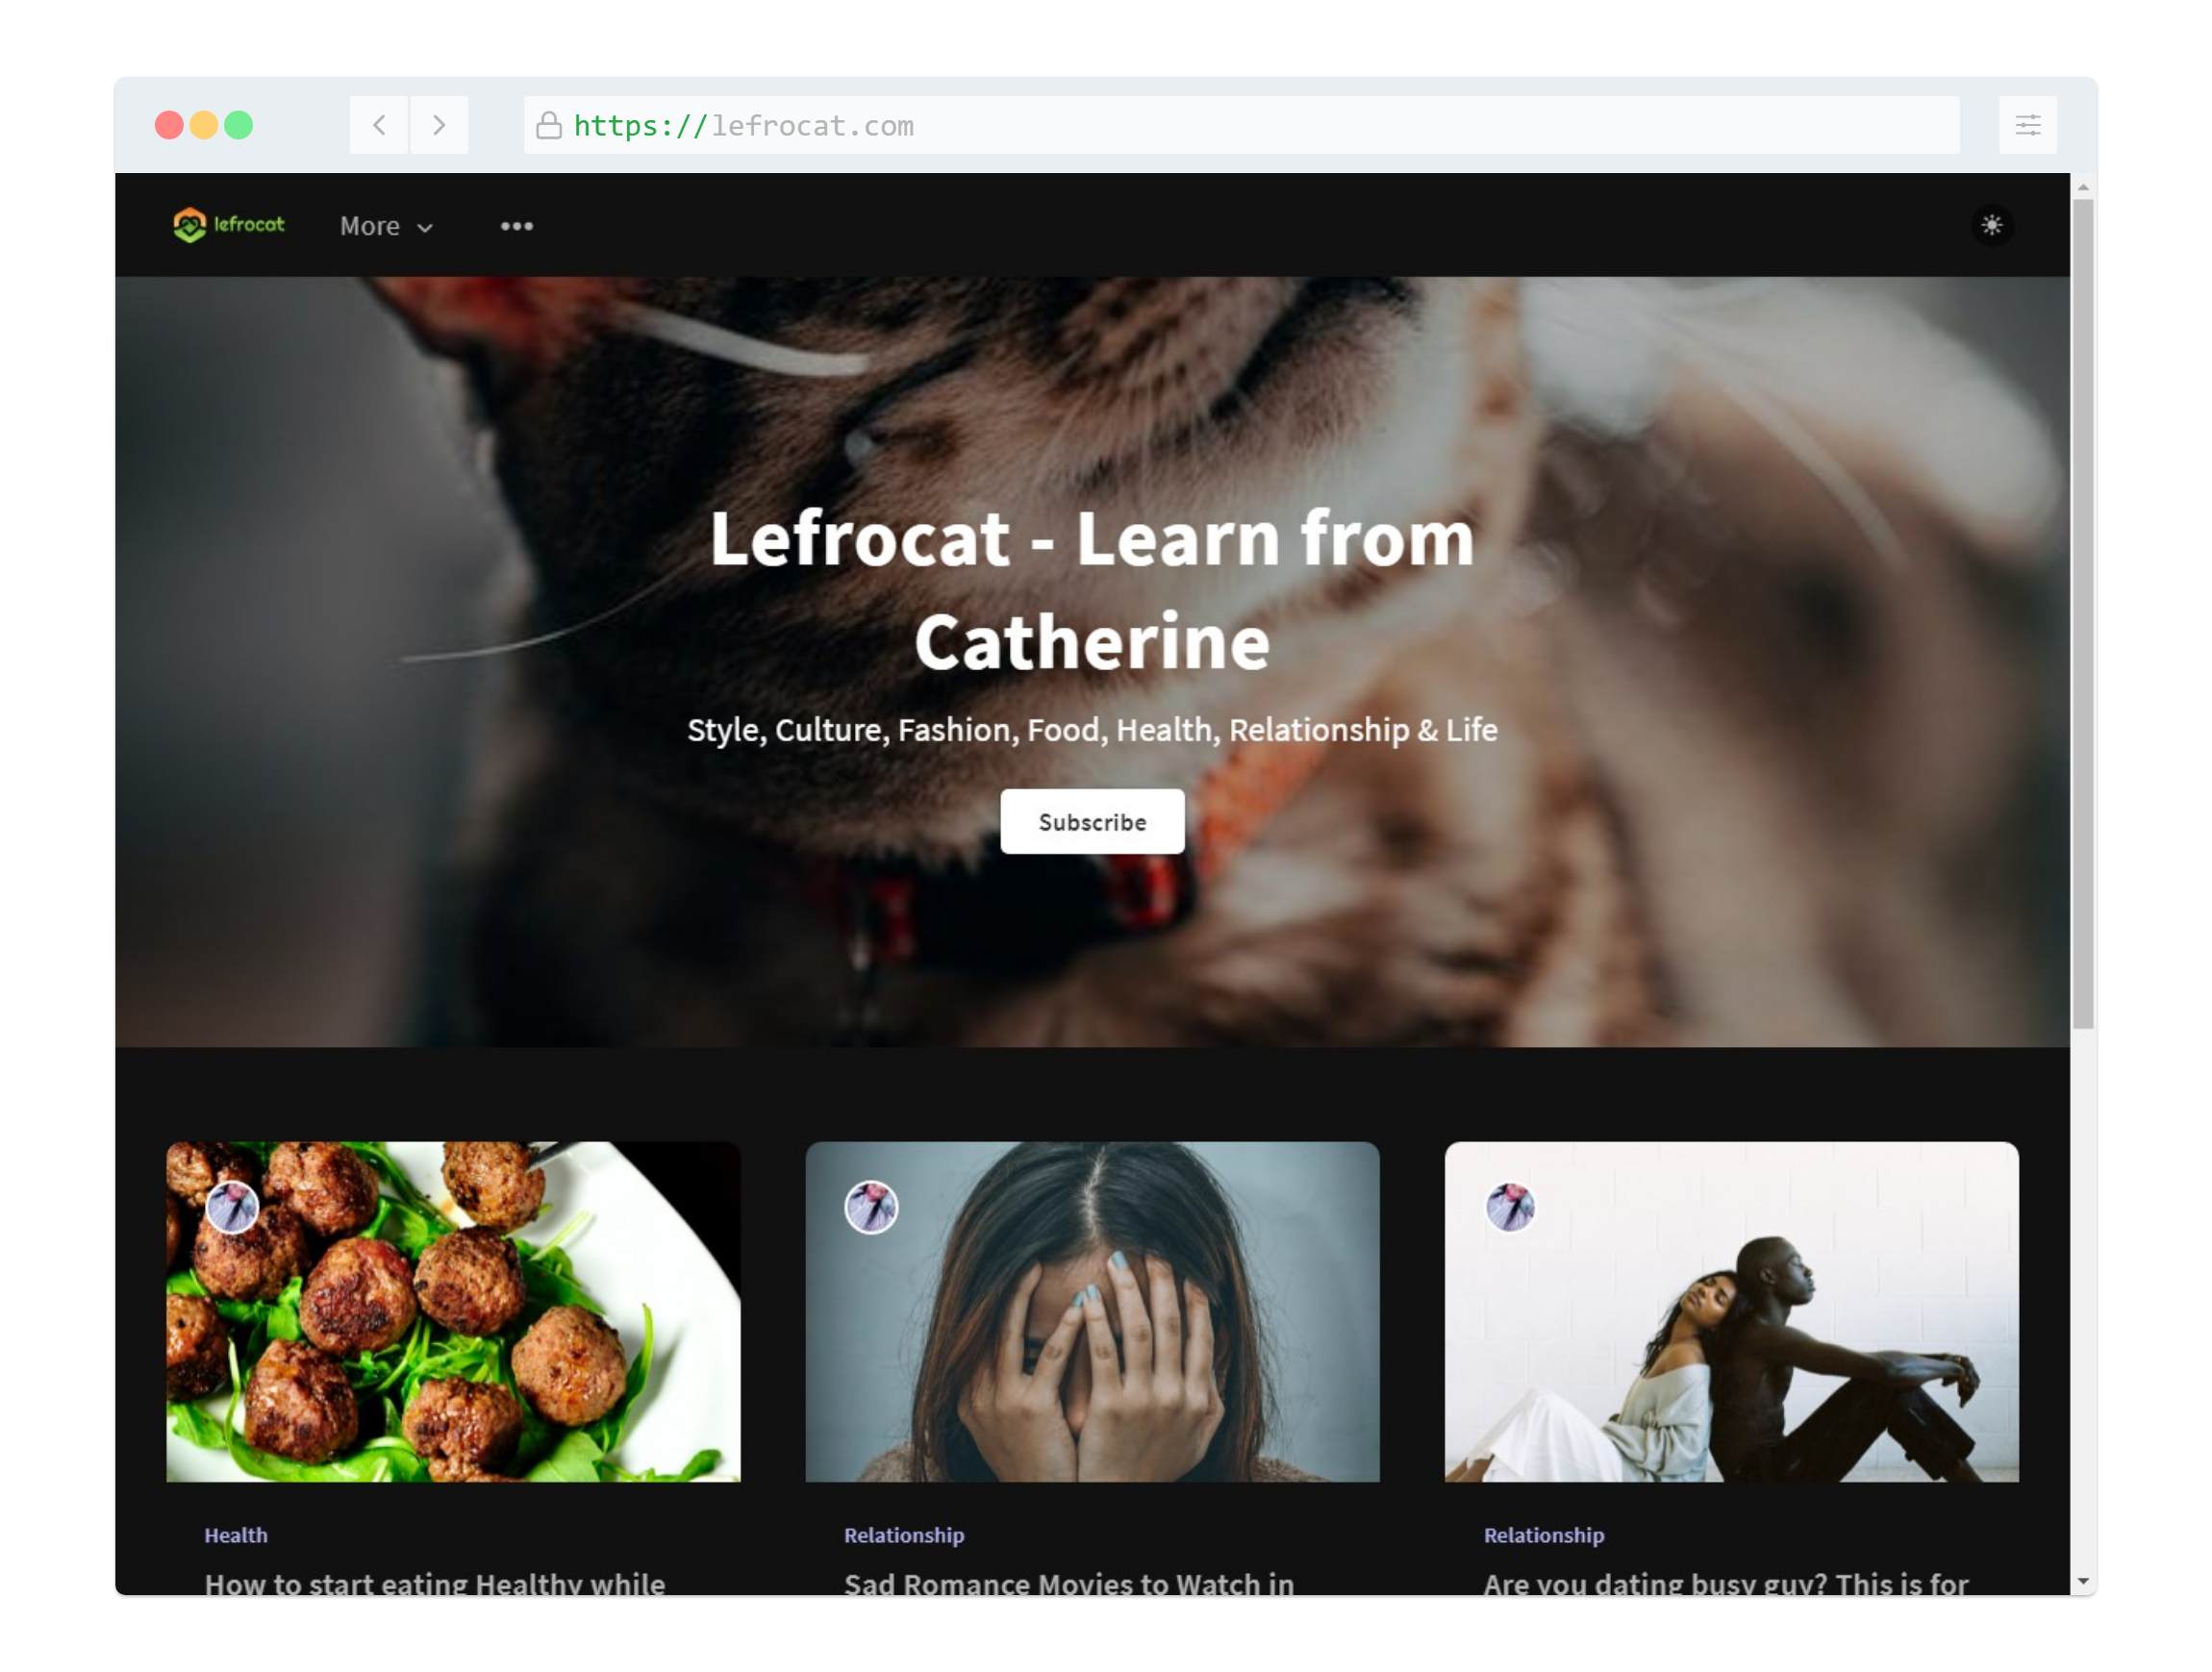 https://lefrocat.com
lefrocat
More
•••
Lefrocat - Learn from
Catherine
Style, Culture, Fashion, Food, Health, Relationship & Life
Subscribe
Health
How to start eating Healthy while
Relationship
Sad Romance Movies to Watch in
Relationship
Are you dating busy guy? This is for